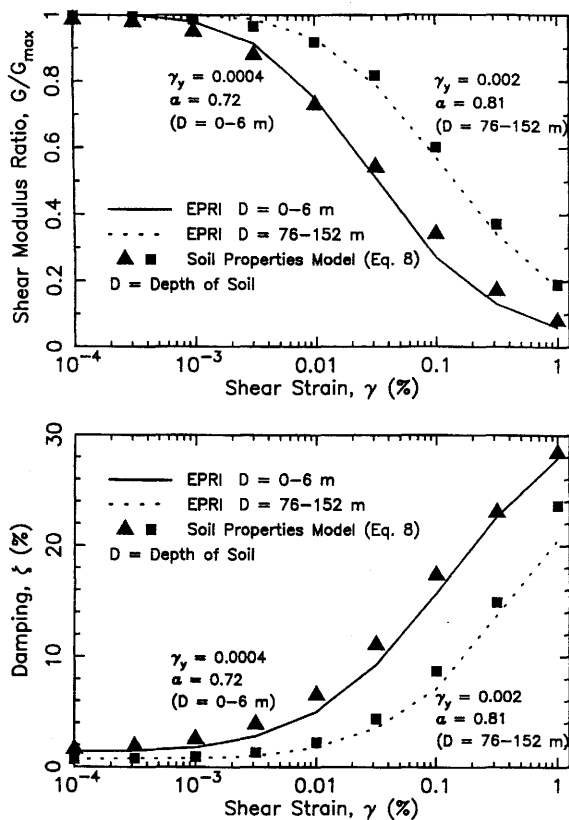 Shear Modulus Ratio, G/Gmax
1
0.8
0.6
0.4
0.2
0
γy = 0.0004
a = 0.72
(D = 0–6 m)
γy = 0.002
a = 0.81
(D = 76–152 m)
EPRI D = 0–6 m
EPRI D = 76–152 m
Soil Properties Model (Eq. 8)
D = Depth of Soil
10⁻⁴ 10⁻³ 0.01 0.1 1
Shear Strain, γ (%)
Damping, ζ (%)
30
20
10
0
EPRI D = 0–6 m
EPRI D = 76–152 m
Soil Properties Model (Eq. 8)
D = Depth of Soil
γy = 0.0004
a = 0.72
(D = 0–6 m)
γy = 0.002
a = 0.81
(D = 76–152 m)
10⁻⁴ 10⁻³ 0.01 0.1 1
Shear Strain, γ (%)